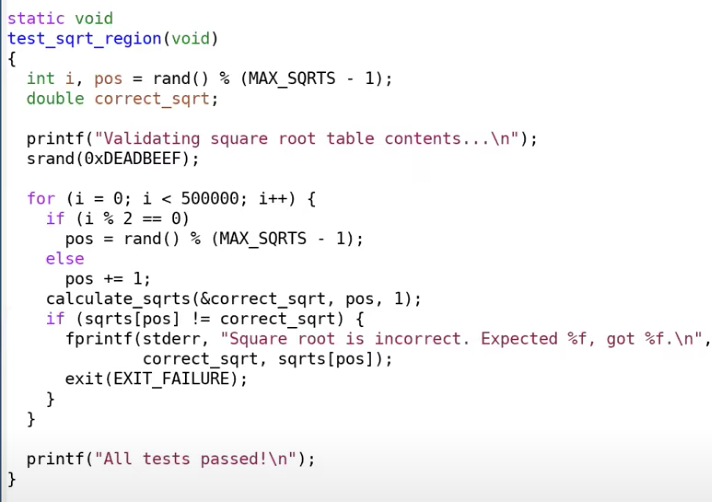 static void
test_sqrt_region(void)
{
  int i, pos = rand() % (MAX_SQRTS - 1);
  double correct_sqrt;

  printf("Validating square root table contents...\n");
  srand(0xDEADBEEF);

  for (i = 0; i < 500000; i++) {
    if (i % 2 == 0)
      pos = rand() % (MAX_SQRTS - 1);
    else
      pos += 1;
    calculate_sqrts(&correct_sqrt, pos, 1);
    if (sqrts[pos] != correct_sqrt) {
      fprintf(stderr, "Square root is incorrect. Expected %f, got %f.\n",
              correct_sqrt, sqrts[pos]);
      exit(EXIT_FAILURE);
    }
  }

  printf("All tests passed!\n");
}